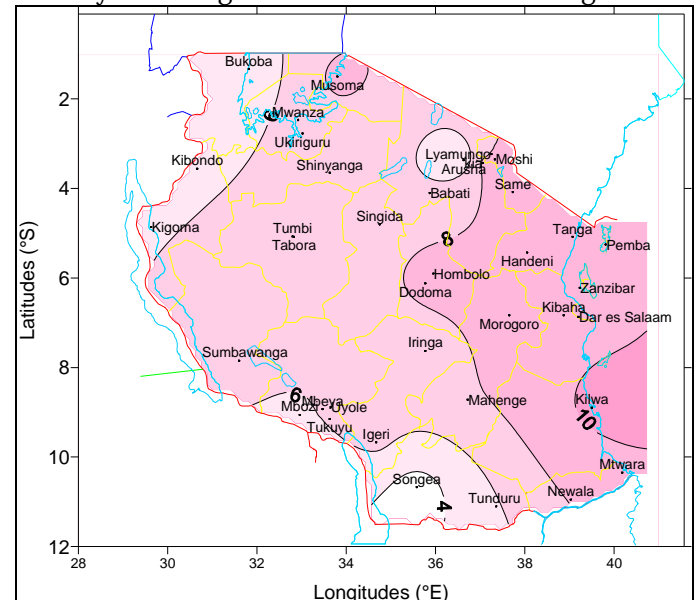 Bukoba
Musoma
2
6
Mwanza
Ukiriguru
Kibondo
Shinyanga
Lyamungo
Moshi
Arusha
4
Babati
Same
Kigoma
Singida
Tumbi
Tabora
8
Tanga
Pemba
Handeni
6
Hombolo
Dodoma
Zanzibar
Kibaha
Morogoro
Dar es Salaam
Iringa
Sumbawanga
8
6
Mbozi
Mbeya
Uyole
Mahenge
Kilwa
Tukuyu
Igeri
10
10
Mtwara
Songea
4
Tunduru
Newala
12
28 30 32 34 36 38 40
Latitudes (°S)
Longitudes (°E)